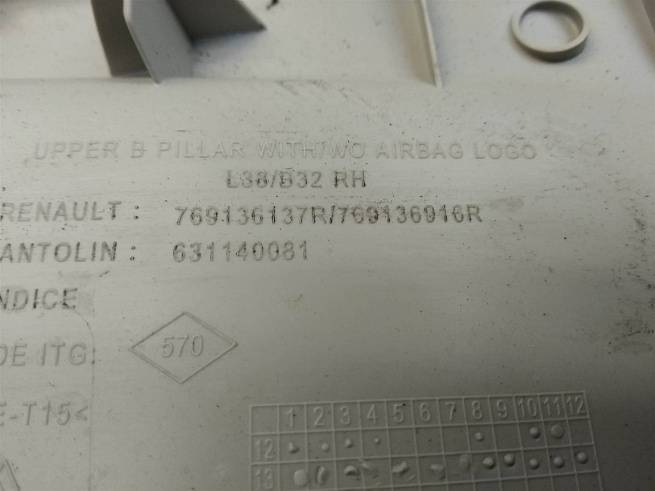 UPPER B PILLAR WITH/WO AIRBAG LOGO
L38/B32 RH
RENAULT : 769136137R/769136916R
ANTOLIN : 631140081
NDICE
DE ITG: 570
E-T15<
1 2 3 4 5 6 7 8 9 10 11 12
12
13